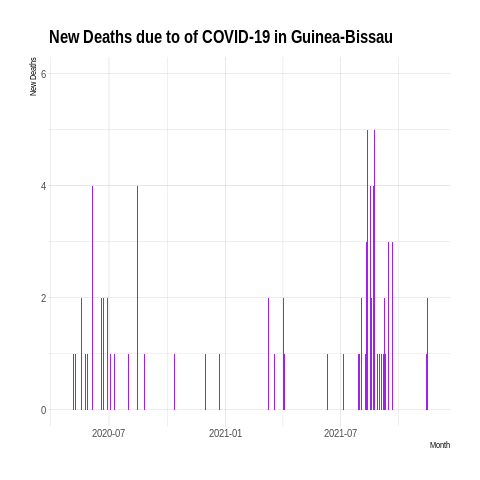 New Deaths due to of COVID-19 in Guinea-Bissau
New Deaths
6
4
2
0
2020-07 2021-01 2021-07
Month